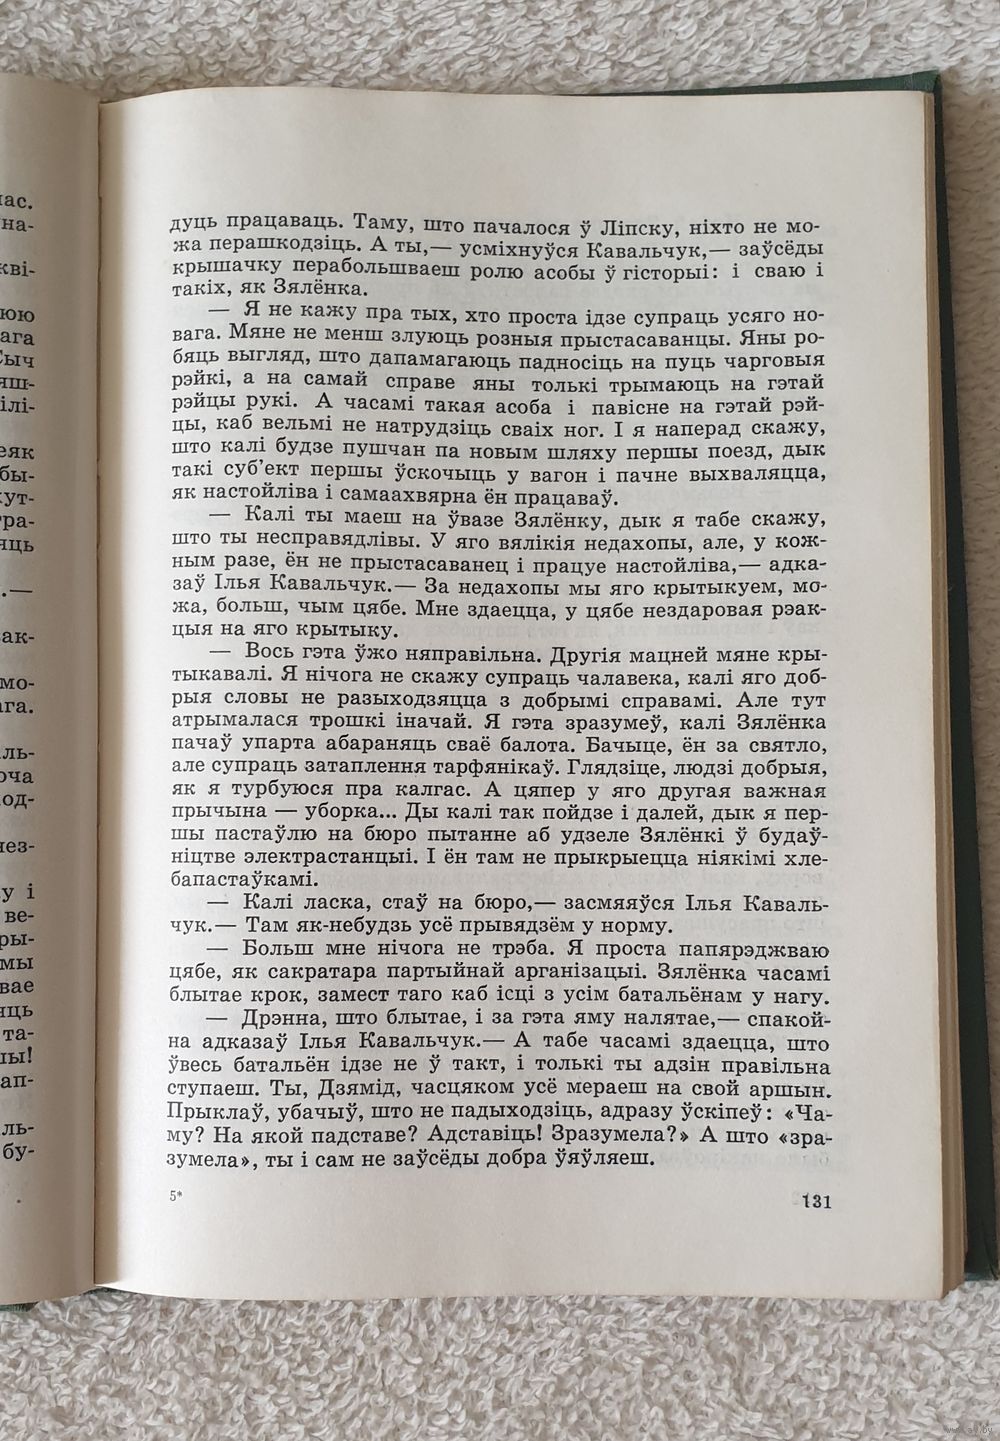 дуць працаваць. Таму, што пачалося ў Ліпску, ніхто не мо-
жа перашкодзіць. А ты,— усміхнуўся Кавальчук,— заўсёды
крышачку перабольшваеш ролю асобы ў гісторыі: і сваю і
такіх, як Зялёнка.
— Я не кажу пра тых, хто проста ідзе супраць усяго но-
вага. Мяне не менш злуюць розныя прыстасаванцы. Яны ро-
бяць выгляд, што дапамагаюць падносіць на пуць чарговыя
рэйкі, а на самай справе яны толькі трымаюць на гэтай
рэйцы рукі. А часамі такая асоба і павісне на гэтай рэй-
цы, каб вельмі не натрудзіць сваіх ног. І я наперад скажу,
што калі будзе пушчан па новым шляху першы поезд, дык
такі суб’ект першы ўскочыць у вагон і пачне выхваляцца,
як настойліва і самаахвярна ён працаваў.
— Калі ты маеш на ўвазе Зялёнку, дык я табе скажу,
што ты несправядлівы. У яго вялікія недахопы, але, у кож-
ным разе, ён не прыстасаванец і працуе настойліва,— адка-
заў Ілья Кавальчук.— За недахопы мы яго крытыкуем, мо-
жа, больш, чым цябе. Мне здаецца, у цябе нездаровая рэак-
цыя на яго крытыку.
— Вось гэта ўжо няправільна. Другія мацней мяне кры-
тыкавалі. Я нічога не скажу супраць чалавека, калі яго доб-
рыя словы не разыходзяцца з добрымі справамі. Але тут
атрымалася трошкі іначай. Я гэта зразумеў, калі Зялёнка
пачаў упарта абараняць сваё балота. Бачыце, ён за святло,
але супраць затаплення тарфянікаў. Глядзіце, людзі добрыя,
як я турбуюся пра калгас. А цяпер у яго другая важная
прычына — уборка... Ды калі так пойдзе і далей, дык я пер-
шы пастаўлю на бюро пытанне аб удзеле Зялёнкі ў будаў-
ніцтве электрастанцыі. І ён там не прыкрыецца ніякімі хле-
бапастаўкамі.
— Калі ласка, стаў на бюро,— засмяяўся Ілья Каваль-
чук.— Там як-небудзь усё прывядзём у норму.
— Больш мне нічога не трэба. Я проста папярэджваю
цябе, як сакратара партыйнай арганізацыі. Зялёнка часамі
блытае крок, замест таго каб ісці з усім батальёнам у нагу.
— Дрэнна, што блытае, і за гэта яму налятае,— спакой-
на адказаў Ілья Кавальчук.— А табе часамі здаецца, што
ўвесь батальён ідзе не ў такт, і толькі ты адзін правільна
ступаеш. Ты, Дзямід, часцяком усё мераеш на свой аршын.
Прыклаў, убачыў, што не падыходзіць, адразу ўскіпеў: «Ча-
му? На якой падставе? Адставіць! Зразумела?» А што «зра-
зумела», ты і сам не заўсёды добра ўяўляеш.
5*
131